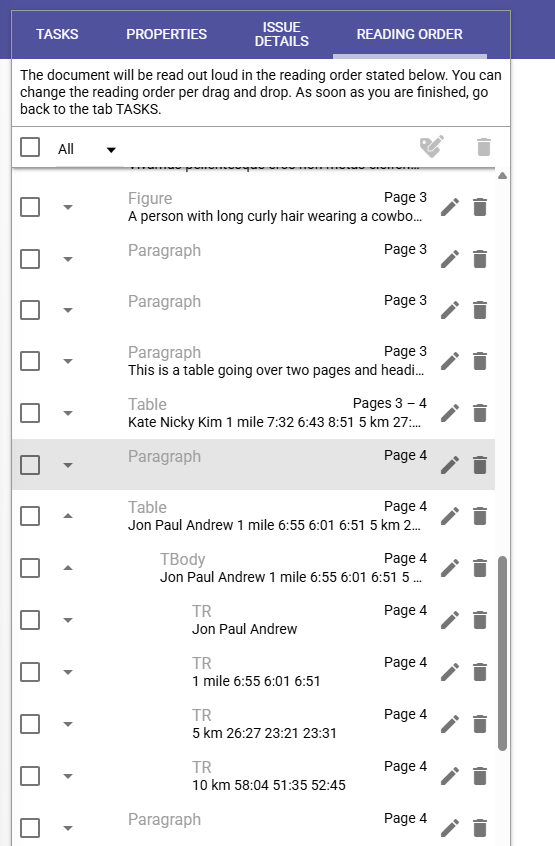 TASKS
PROPERTIES
ISSUE
DETAILS
READING ORDER
The document will be read out loud in the reading order stated below. You can
change the reading order per drag and drop. As soon as you are finished, go
back to the tab TASKS.
All
Figure Page 3
A person with long curly hair wearing a cowbo...
Paragraph Page 3
Paragraph Page 3
Paragraph Page 3
This is a table going over two pages and headi...
Table Pages 3 – 4
Kate Nicky Kim 1 mile 7:32 6:43 8:51 5 km 27:...
Paragraph Page 4
Table Page 4
Jon Paul Andrew 1 mile 6:55 6:01 6:51 5 km 2...
TBody Page 4
Jon Paul Andrew 1 mile 6:55 6:01 6:51 5 ...
TR Page 4
Jon Paul Andrew
TR Page 4
1 mile 6:55 6:01 6:51
TR Page 4
5 km 26:27 23:21 23:31
TR Page 4
10 km 58:04 51:35 52:45
Paragraph Page 4